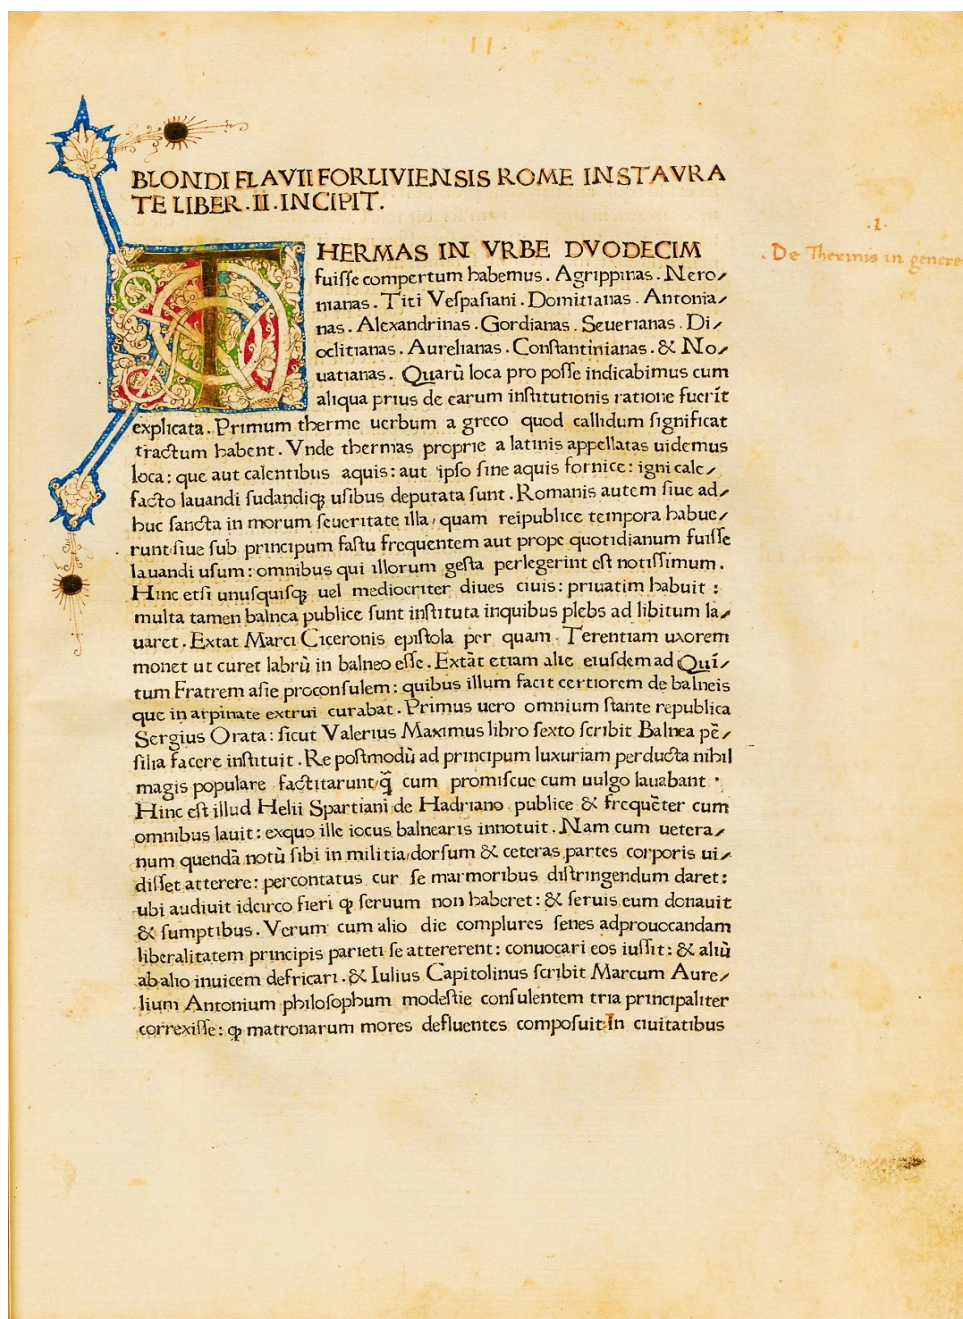 II.
BLONDI FLAVII FORLIVIENSIS ROME INSTAVRA
TE LIBER .II. INCIPIT.
THERMAS IN VRBE DVODECIM
.I.
. De Thermis in genere
fuiſſe compertum habemus . Agrippinas . Nero/
nianas . Titi Veſpaſiani . Domitianas . Antonia/
nas . Alexandrinas . Gordianas . Seuerianas . Di/
oclitianas . Aurelianas . Conſtantinianas . & No/
uatianas . Quarū loca pro poſſe indicabimus cum
aliqua prius de earum inſtitutionis ratione fuerīt
explicata . Primum therme uerbum a greco quod callidum ſignificat
tractum habent . Vnde thermas proprie a latinis appellatas uidemus
loca : que aut calentibus aquis : aut ipſo ſine aquis fornice : igni cale/
facto lauandi ſudandiqꝫ uſibus deputata ſunt . Romanis autem ſiue ad/
huc ſancta in morum ſeueritate illa / quam reipublice tempora habue/
runt / ſiue ſub principum faſtu frequentem aut prope quotidianum fuiſſe
lauandi uſum : omnibus qui illorum geſta perlegerint eſt notiſſimum .
Hinc etſi unuſquiſqꝫ uel mediocriter diues ciuis : priuatim habuit :
multa tamen balnea publice ſunt inſtituta inquibus plebs ad libitum la/
uaret . Extat Marci Ciceronis epiſtola per quam . Terentiam uxorem
monet ut curet labrū in balneo eſſe . Extāt etiam alie eiuſdem ad Quī/
tum Fratrem aſie proconſulem : quibus illum facit certiorem de balneis
que in arpinate extrui curabat . Primus uero omnium ſtante republica
Sergius Orata : ſicut Valerius Maximus libro ſexto ſcribit Balnea pē/
ſilia facere inſtituit . Re poſtmodū ad principum luxuriam perducta nihil
magis populare factitarunt / q̄ cum promiſcue cum uulgo lauabant .
Hinc eſt illud Helii Spartiani de Hadriano publice & frequēter cum
omnibus lauit : exquo ille iocus balnearis innotuit . Nam cum uetera/
num quendā notū ſibi in militia / dorſum & ceteras partes corporis ui/
diſſet atterere : percontatus cur ſe marmoribus diſtringendum daret :
ubi audiuit idcirco fieri ꝙ ſeruum non haberet : & ſeruis eum donauit
& ſumptibus . Verum cum alio die complures ſenes adprouocandam
liberalitatem principis parieti ſe attererent : conuocari eos iuſſit : & aliū
ab alio inuicem defricari . & Iulius Capitolinus ſcribit Marcum Aure/
lium Antonium philoſophum modeſtie conſulentem tria principaliter
correxiſſe : ꝙ matronarum mores defluentes compoſuit . In ciuitatibus